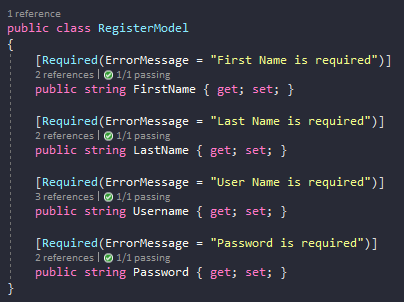 1 reference
public class RegisterModel
{
[Required(ErrorMessage = "First Name is required")]
2 references | 1/1 passing
public string FirstName { get; set; }
[Required(ErrorMessage = "Last Name is required")]
2 references | 1/1 passing
public string LastName { get; set; }
[Required(ErrorMessage = "User Name is required")]
3 references | 1/1 passing
public string Username { get; set; }
[Required(ErrorMessage = "Password is required")]
2 references | 1/1 passing
public string Password { get; set; }
}